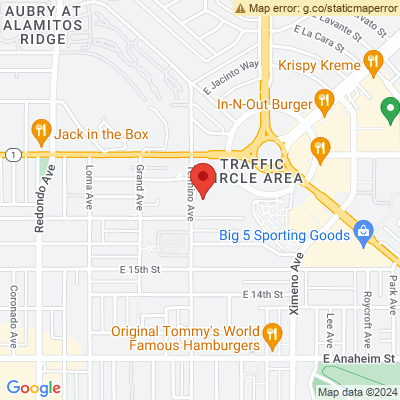 Map error: g.co/staticmaperror
AUBRY AT
ALAMITOS
RIDGE
E Levante St
E La Cara St
E Jacinto Way
Krispy Kreme
In-N-Out Burger
Jack in the Box
1
TRAFFIC
CIRCLE AREA
Redondo Ave
Loma Ave
Grand Ave
Termino Ave
Big 5 Sporting Goods
E 15th St
Ximeno Ave
E 14th St
Coronado Ave
Original Tommy's World
Famous Hamburgers
Lee Ave
Roycroft Ave
Park Ave
E Anaheim St
Google
Map data ©2024